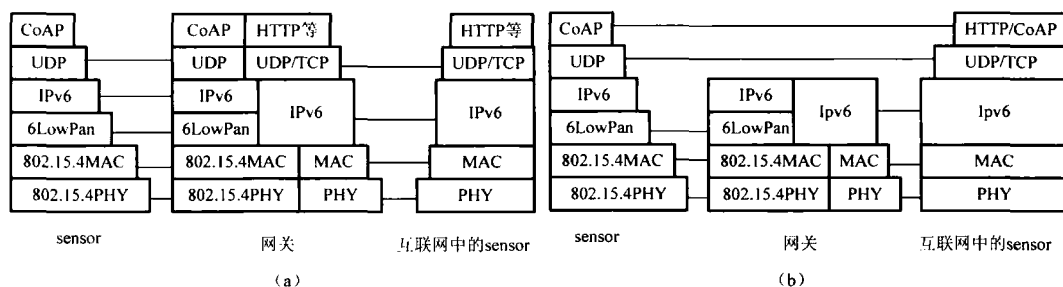 CoAP CoAP HTTP等 HTTP等
UDP UDP UDP/TCP UDP/TCP
IPv6 IPv6 IPv6 IPv6
6LowPan 6LowPan
802.15.4MAC 802.15.4MAC MAC MAC
802.15.4PHY 802.15.4PHY PHY PHY
sensor 网关 互联网中的sensor
(a)
CoAP HTTP/CoAP
UDP UDP/TCP
IPv6 IPv6 Ipv6 Ipv6
6LowPan 6LowPan
802.15.4MAC 802.15.4MAC MAC MAC
802.15.4PHY 802.15.4PHY PHY PHY
sensor 网关 互联网中的sensor
(b)